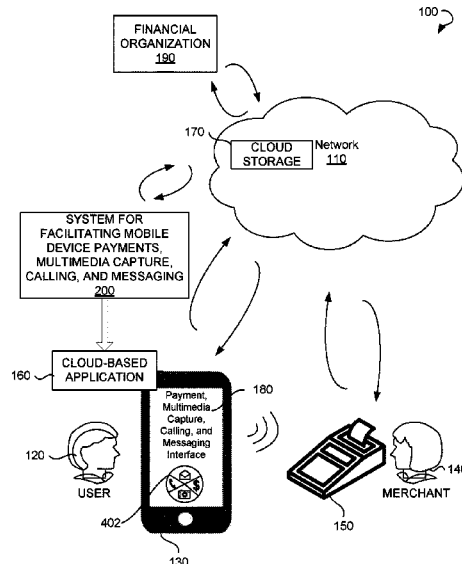 100
FINANCIAL
ORGANIZATION
190
170
CLOUD
STORAGE
Network
110
SYSTEM FOR
FACILITATING MOBILE
DEVICE PAYMENTS,
MULTIMEDIA CAPTURE,
CALLING, AND MESSAGING
200
160
CLOUD-BASED
APPLICATION
Payment,
Multimedia
Capture,
Calling, and
Messaging
Interface
180
$
120
USER
402
130
150
140
MERCHANT